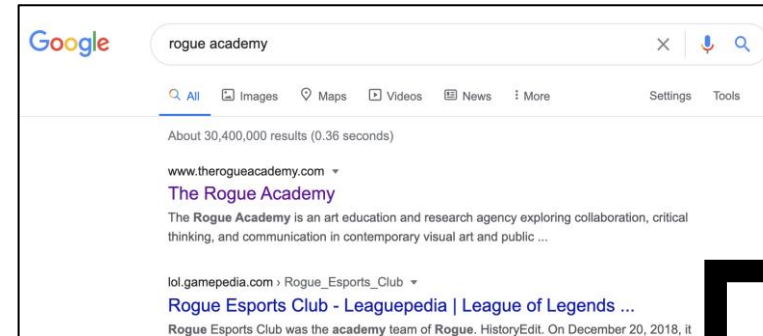 Google
rogue academy
All Images Maps Videos News More Settings Tools
About 30,400,000 results (0.36 seconds)
www.therogueacademy.com
The Rogue Academy
The Rogue Academy is an art education and research agency exploring collaboration, critical
thinking, and communication in contemporary visual art and public ...
lol.gamepedia.com › Rogue_Esports_Club
Rogue Esports Club - Leaguepedia | League of Legends ...
Rogue Esports Club was the academy team of Rogue. HistoryEdit. On December 20, 2018, it